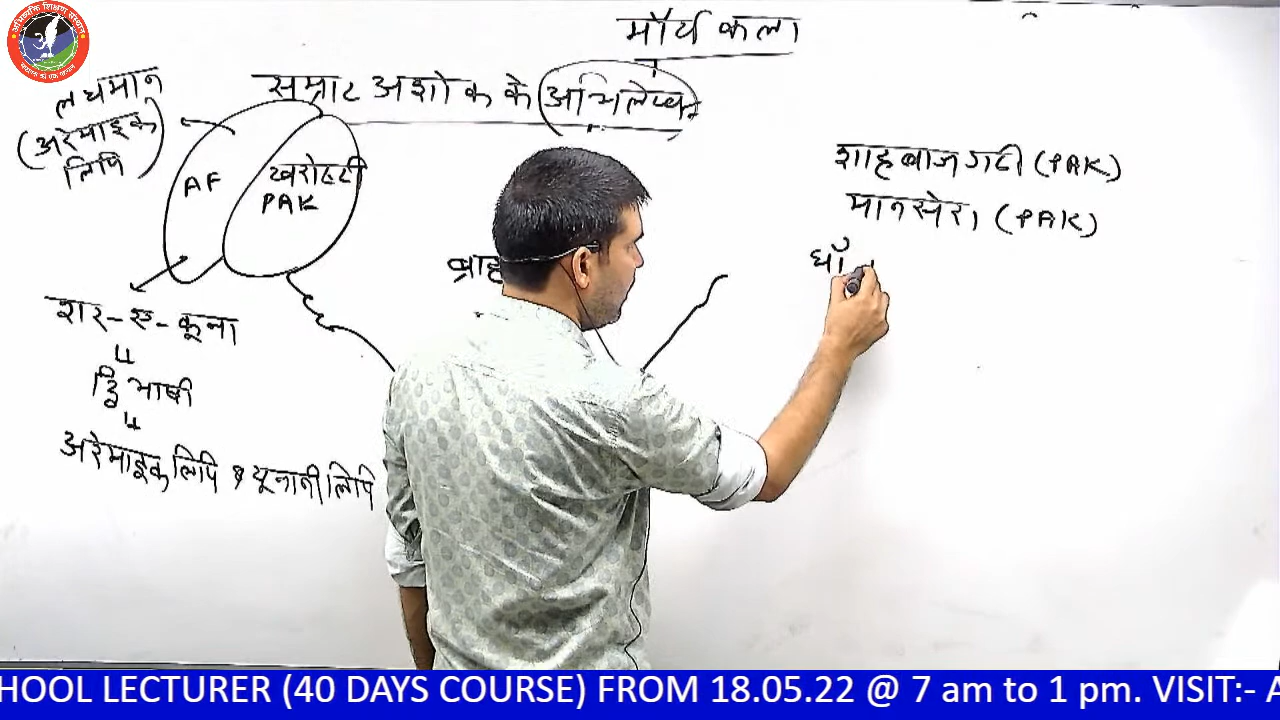 मौर्य कला
सम्राट अशोक के अभिलेख
लघमान
(अरेमाइक
लिपि)
AF
खरोष्टी
PAK
ब्राह
शार-ए-कूना
द्विभाषी
अरेमाइक लिपि & यूनानी लिपि
शाहबाजगढी (PAK)
मानसेरा (PAK)
धौ
HOOL LECTURER (40 DAYS COURSE) FROM 18.05.22 @ 7 am to 1 pm. VISIT:- A